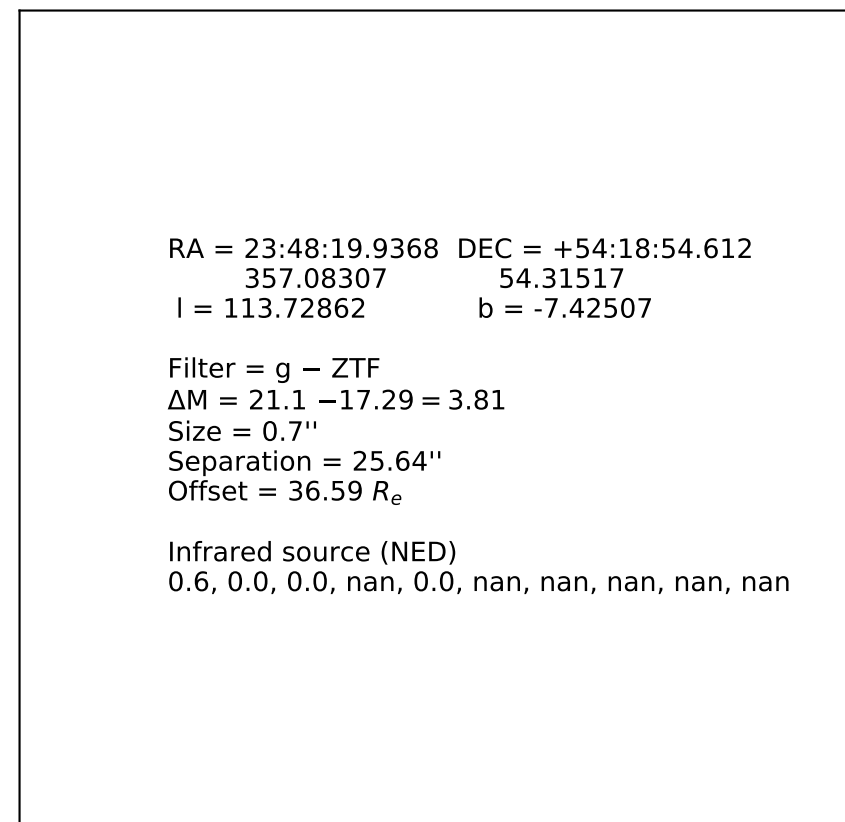 RA = 23:48:19.9368 DEC = +54:18:54.612
357.08307 54.31517
l = 113.72862 b = -7.42507
Filter = g − ZTF
ΔM = 21.1 −17.29 = 3.81
Size = 0.7''
Separation = 25.64''
Offset = 36.59 Rₑ
Infrared source (NED)
0.6, 0.0, 0.0, nan, 0.0, nan, nan, nan, nan, nan